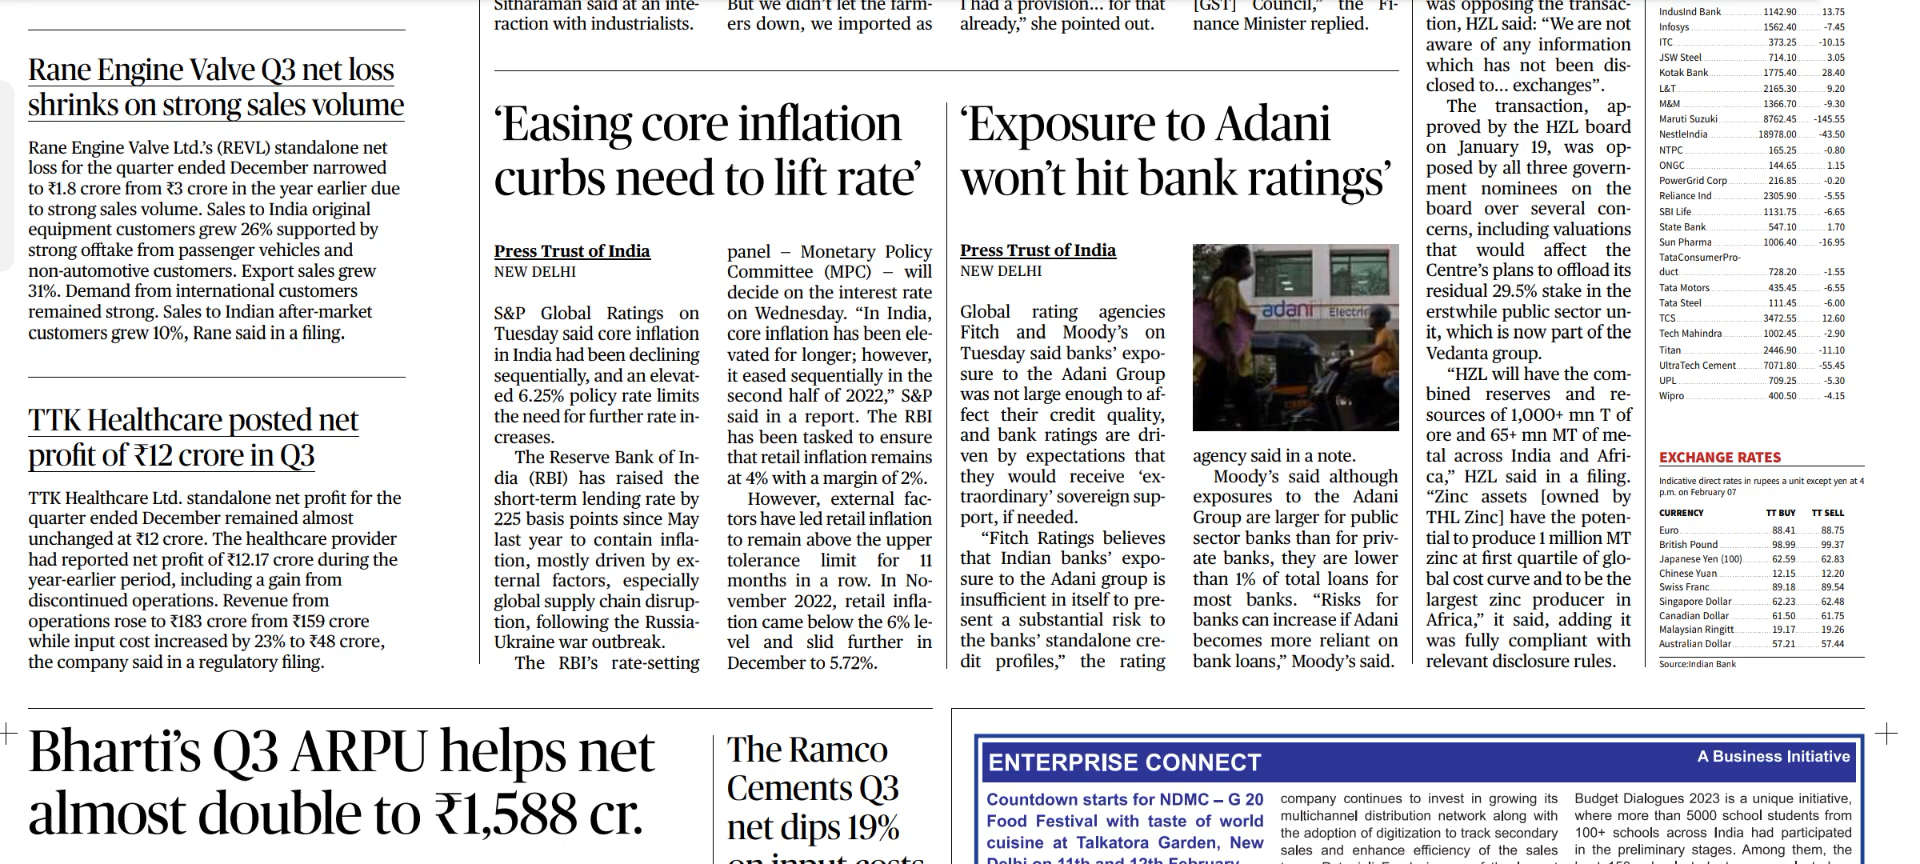 Rane Engine Valve Q3 net loss
shrinks on strong sales volume
Rane Engine Valve Ltd.'s (REVL) standalone net
loss for the quarter ended December narrowed
to ₹1.8 crore from ₹3 crore in the year earlier due
to strong sales volume. Sales to India original
equipment customers grew 26% supported by
strong offtake from passenger vehicles and
non-automotive customers. Export sales grew
31%. Demand from international customers
remained strong. Sales to Indian after-market
customers grew 10%, Rane said in a filing.
TTK Healthcare posted net
profit of ₹12 crore in Q3
TTK Healthcare Ltd. standalone net profit for the
quarter ended December remained almost
unchanged at ₹12 crore. The healthcare provider
had reported net profit of ₹12.17 crore during the
year-earlier period, including a gain from
discontinued operations. Revenue from
operations rose to ₹183 crore from ₹159 crore
while input cost increased by 23% to ₹48 crore,
the company said in a regulatory filing.
Sitharaman said at an inte-
raction with industrialists.
But we didn't let the farm-
ers down, we imported as
I had a provision... for that
already,” she pointed out.
[GST] Council,” the Fi-
nance Minister replied.
‘Easing core inflation
curbs need to lift rate’
Press Trust of India
NEW DELHI
S&P Global Ratings on
Tuesday said core inflation
in India had been declining
sequentially, and an elevat-
ed 6.25% policy rate limits
the need for further rate in-
creases.
The Reserve Bank of In-
dia (RBI) has raised the
short-term lending rate by
225 basis points since May
last year to contain infla-
tion, mostly driven by ex-
ternal factors, especially
global supply chain disrup-
tion, following the Russia-
Ukraine war outbreak.
The RBI's rate-setting
panel – Monetary Policy
Committee (MPC) – will
decide on the interest rate
on Wednesday. “In India,
core inflation has been ele-
vated for longer; however,
it eased sequentially in the
second half of 2022,” S&P
said in a report. The RBI
has been tasked to ensure
that retail inflation remains
at 4% with a margin of 2%.
However, external fac-
tors have led retail inflation
to remain above the upper
tolerance limit for 11
months in a row. In No-
vember 2022, retail infla-
tion came below the 6% le-
vel and slid further in
December to 5.72%.
‘Exposure to Adani
won't hit bank ratings’
Press Trust of India
NEW DELHI
Global rating agencies
Fitch and Moody's on
Tuesday said banks' expo-
sure to the Adani Group
was not large enough to af-
fect their credit quality,
and bank ratings are dri-
ven by expectations that
they would receive ‘ex-
traordinary’ sovereign sup-
port, if needed.
“Fitch Ratings believes
that Indian banks' expo-
sure to the Adani group is
insufficient in itself to pre-
sent a substantial risk to
the banks' standalone cre-
dit profiles,” the rating
adani Electric
agency said in a note.
Moody's said although
exposures to the Adani
Group are larger for public
sector banks than for priv-
ate banks, they are lower
than 1% of total loans for
most banks. “Risks for
banks can increase if Adani
becomes more reliant on
bank loans,” Moody's said.
was opposing the transac-
tion, HZL said: “We are not
aware of any information
which has not been dis-
closed to... exchanges”.
The transaction, ap-
proved by the HZL board
on January 19, was op-
posed by all three govern-
ment nominees on the
board over several con-
cerns, including valuations
that would affect the
Centre's plans to offload its
residual 29.5% stake in the
erstwhile public sector un-
it, which is now part of the
Vedanta group.
“HZL will have the com-
bined reserves and re-
sources of 1,000+ mn T of
ore and 65+ mn MT of me-
tal across India and Afri-
ca,” HZL said in a filing.
“Zinc assets [owned by
THL Zinc] have the poten-
tial to produce 1 million MT
zinc at first quartile of glo-
bal cost curve and to be the
largest zinc producer in
Africa,” it said, adding it
was fully compliant with
relevant disclosure rules.
IndusInd Bank 1142.90 13.75
Infosys 1562.40 -7.45
ITC 373.25 -10.15
JSW Steel 714.10 3.05
Kotak Bank 1775.40 28.40
L&T 2165.30 9.20
M&M 1366.70 -9.30
Maruti Suzuki 8762.45 -145.55
NestleIndia 18978.00 -43.50
NTPC 165.25 -0.80
ONGC 144.65 1.15
PowerGrid Corp 216.85 -0.20
Reliance Ind 2305.90 -5.55
SBI Life 1131.75 -6.65
State Bank 547.10 1.70
Sun Pharma 1006.40 -16.95
TataConsumerPro-
duct 728.20 -1.55
Tata Motors 435.45 -6.55
Tata Steel 111.45 -6.00
TCS 3472.55 12.60
Tech Mahindra 1002.45 -2.90
Titan 2446.90 -11.10
UltraTech Cement 7071.80 -55.45
UPL 709.25 -5.30
Wipro 400.50 -4.15
EXCHANGE RATES
Indicative direct rates in rupees a unit except yen at 4
p.m. on February 07
CURRENCY TT BUY TT SELL
Euro 88.41 88.75
British Pound 98.99 99.37
Japanese Yen (100) 62.59 62.83
Chinese Yuan 12.15 12.20
Swiss Franc 89.18 89.54
Singapore Dollar 62.23 62.48
Canadian Dollar 61.50 61.75
Malaysian Ringitt 19.17 19.26
Australian Dollar 57.21 57.44
Source:Indian Bank
Bharti's Q3 ARPU helps net
almost double to ₹1,588 cr.
The Ramco
Cements Q3
net dips 19%
on input costs
ENTERPRISE CONNECT
A Business Initiative
Countdown starts for NDMC – G 20
Food Festival with taste of world
cuisine at Talkatora Garden, New
Delhi on 11th and 12th February
company continues to invest in growing its
multichannel distribution network along with
the adoption of digitization to track secondary
sales and enhance efficiency of the sales
Budget Dialogues 2023 is a unique initiative,
where more than 5000 school students from
100+ schools across India had participated
in the preliminary stages. Among them, the